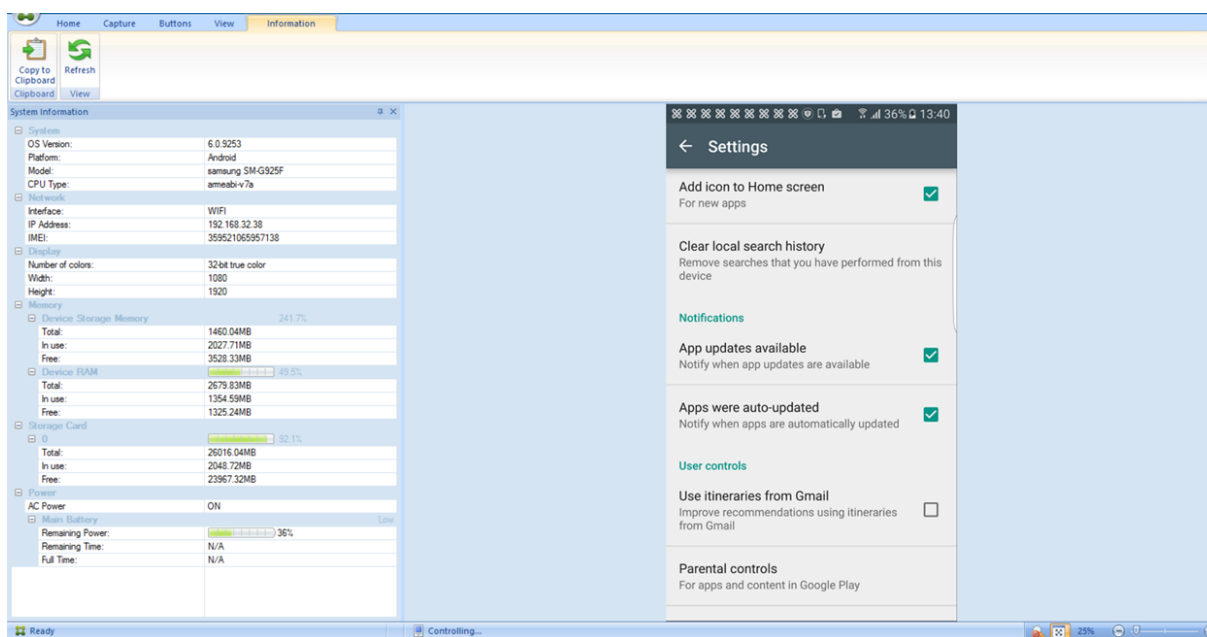 Home Capture Buttons View Information
Copy to Clipboard
Refresh
Clipboard View
System Information
System
OS Version: 6.0.9253
Platform: Android
Model: samsung SM-G925F
CPU Type: armeabi-v7a
Network
Interface: WIFI
IP Address: 192.168.32.38
IMEI: 359521065957138
Display
Number of colors: 32-bit true color
Width: 1080
Height: 1920
Memory
Device Storage Memory 241.7%
Total: 1460.04MB
In use: 2027.71MB
Free: 3528.33MB
Device RAM 49.5%
Total: 2679.83MB
In use: 1354.59MB
Free: 1325.24MB
Storage Card
0 92.1%
Total: 26016.04MB
In use: 2048.72MB
Free: 23967.32MB
Power
AC Power ON
Main Battery Low
Remaining Power: 36%
Remaining Time: N/A
Full Time: N/A
36% 13:40
Settings
Add icon to Home screen
For new apps
Clear local search history
Remove searches that you have performed from this
device
Notifications
App updates available
Notify when app updates are available
Apps were auto-updated
Notify when apps are automatically updated
User controls
Use itineraries from Gmail
Improve recommendations using itineraries
from Gmail
Parental controls
For apps and content in Google Play
Ready Controlling... 25%